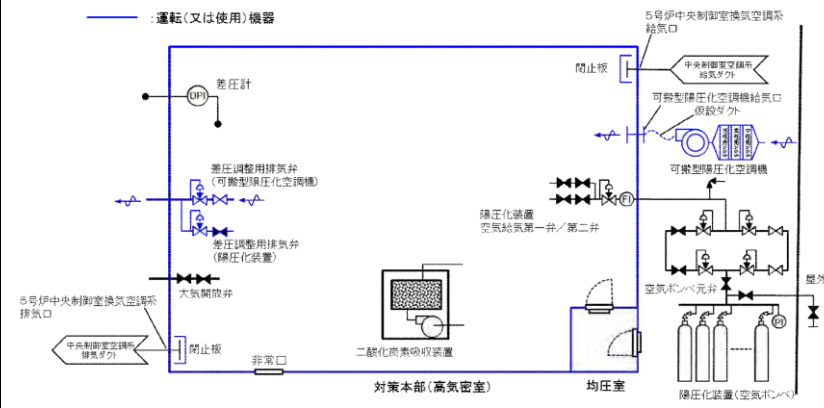 :運転(又は使用)機器
5号炉中央制御室換気空調系
給気口
閉止板
中央制御室空調系
給気ダクト
差圧計
DPI
可搬型陽圧化空調機給気口
仮設ダクト
可搬型陽圧化空調機
差圧調整用排気弁
(可搬型陽圧化空調機)
陽圧化装置
空気給気第一弁/第二弁
FI
差圧調整用排気弁
(陽圧化装置)
大気開放弁
空気ボンベ元弁
屋外
5号炉中央制御室換気空調系
排気口
中央制御室空調系
排気ダクト
閉止板
二酸化炭素吸収装置
PI
非常口
対策本部(高気密室)
均圧室
陽圧化装置(空気ボンベ)